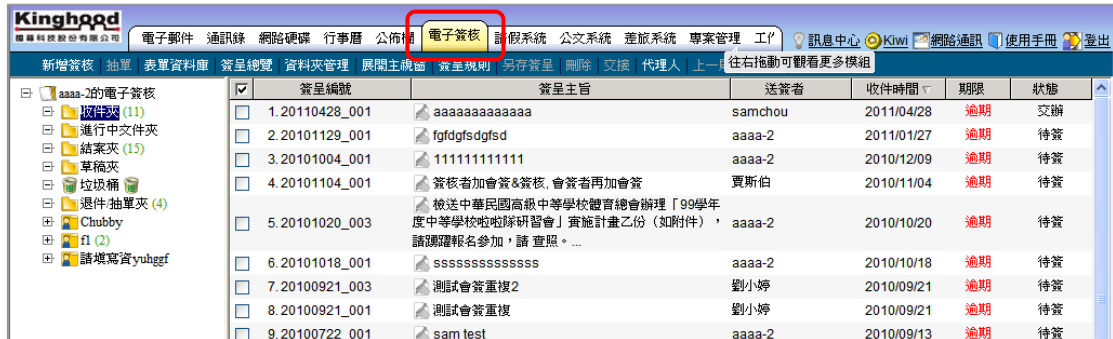 Kinghood
電子郵件 通訊錄 網路硬碟 行事曆 公佈欄 電子簽核 請假系統 公文系統 差旅系統 專案管理 訊息中心 Kiwi 網路通訊 使用手冊 登出
往右拖動可觀看更多模組
新增簽核 | 抽單 | 表單資料庫 | 簽呈總覽 | 資料夾管理 | 展開主視窗 | 簽呈規則 | 另存簽呈 | 刪除 | 交接 | 代理人 | 上一
aaaa-2的電子簽核
收件夾 (11)
進行中文件夾
結案夾 (15)
草稿夾
垃圾桶
退件/抽單夾 (4)
Chubby
f1 (2)
請填寫資yuhggf
簽呈編號 簽呈主旨 送簽者 收件時間 期限 狀態
1.20110428_001 aaaaaaaaaaaaa samchou 2011/04/28 逾期 交辦
2.20101129_001 fgfdgfsdgfsd aaaa-2 2011/01/27 逾期 待簽
3.20101004_001 111111111111 aaaa-2 2010/12/09 逾期 待簽
4.20101104_001 簽核者加會簽&簽核, 會簽者再加會簽 賈斯伯 2010/11/04 逾期 待簽
5.20101020_003 檢送中華民國高級中等學校體育總會辦理「99學年
度中等學校啦啦隊研習會」實施計畫乙份（如附件），
請踴躍報名參加，請 查照。... aaaa-2 2010/10/20 逾期 待簽
6.20101018_001 sssssssssssssss aaaa-2 2010/10/18 逾期 待簽
7.20100921_003 測試會簽重複2 劉小婷 2010/09/21 逾期 待簽
8.20100921_001 測試會簽重複 劉小婷 2010/09/21 逾期 待簽
9.20100722_001 sam test aaaa-2 2010/09/13 逾期 待簽